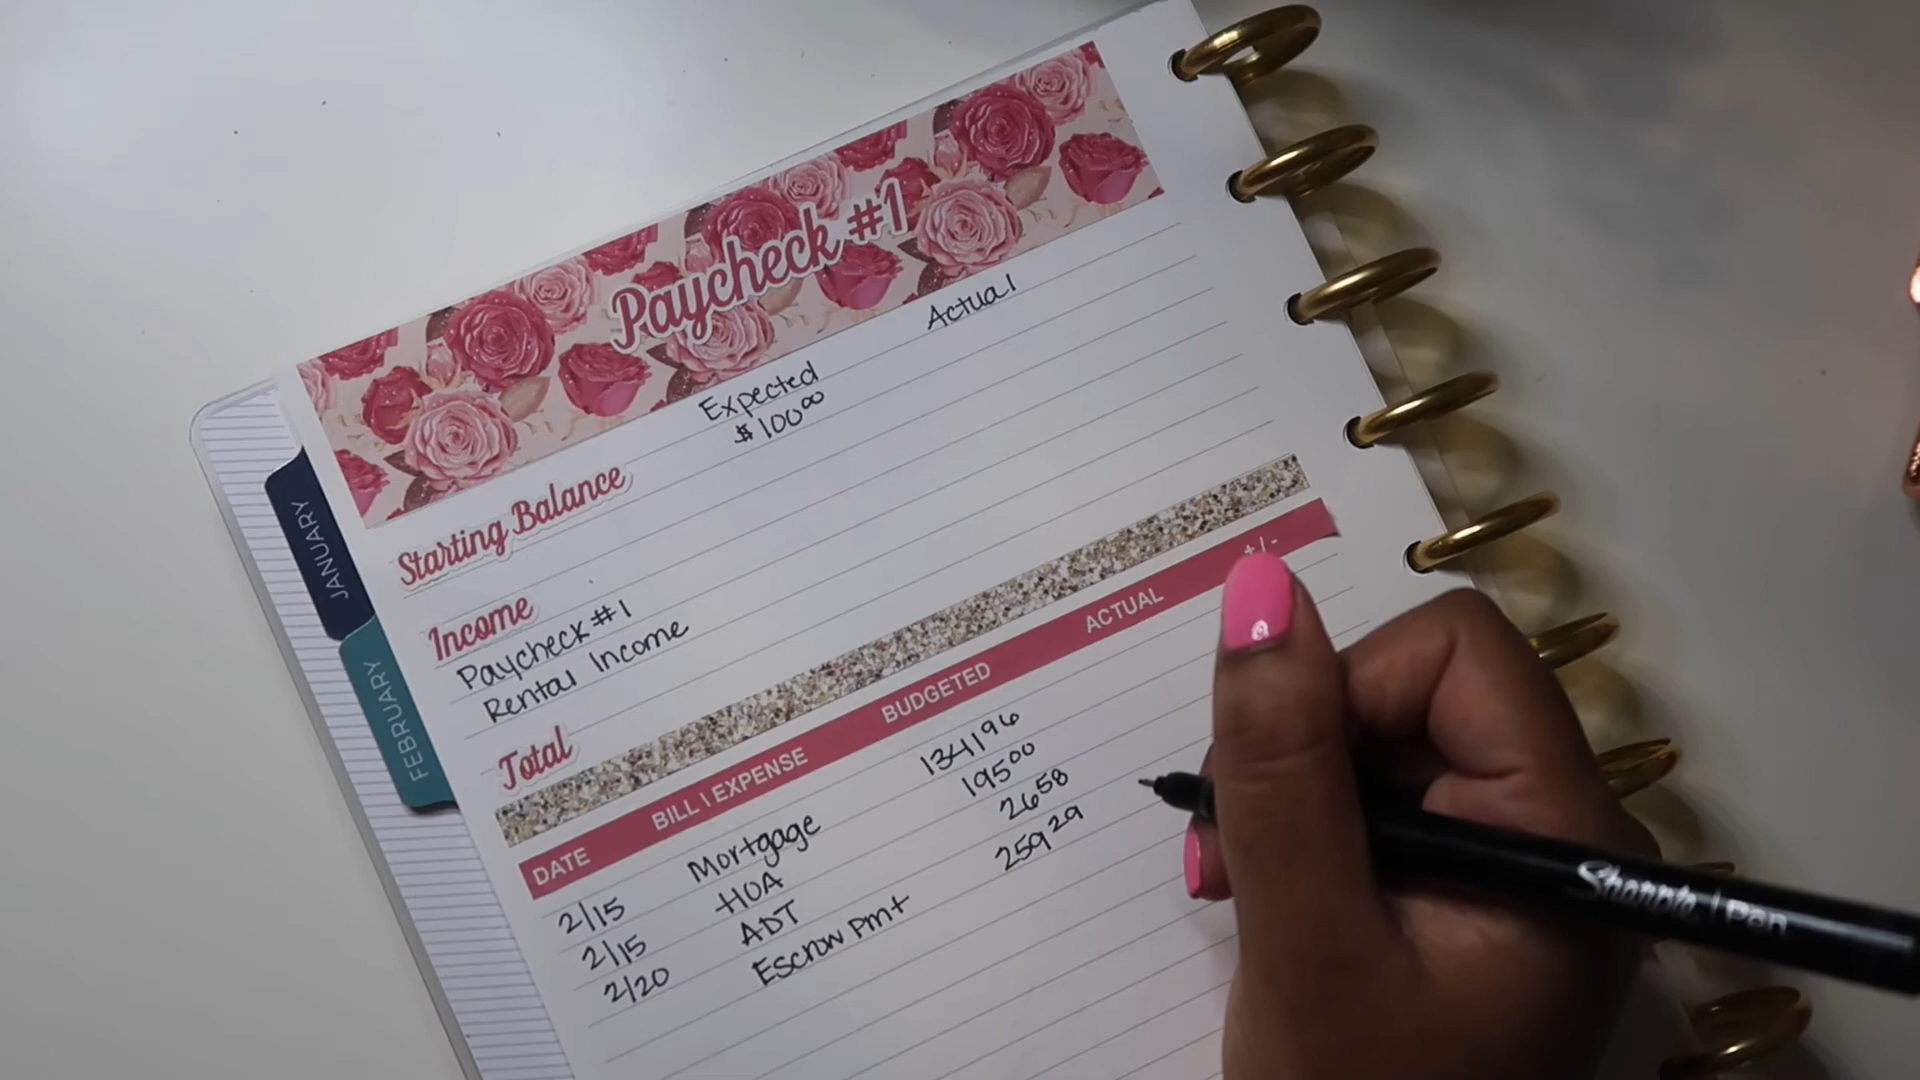 Paycheck #1
Expected Actual
Starting Balance $100.00
Income
Paycheck #1
Rental Income
Total
DATE BILL \ EXPENSE BUDGETED ACTUAL +/-
2/15 Mortgage 1341 96
2/15 HOA 195 00
2/20 ADT 26 58
Escrow pmt 259 29
JANUARY
FEBRUARY
Sharpie | Pen